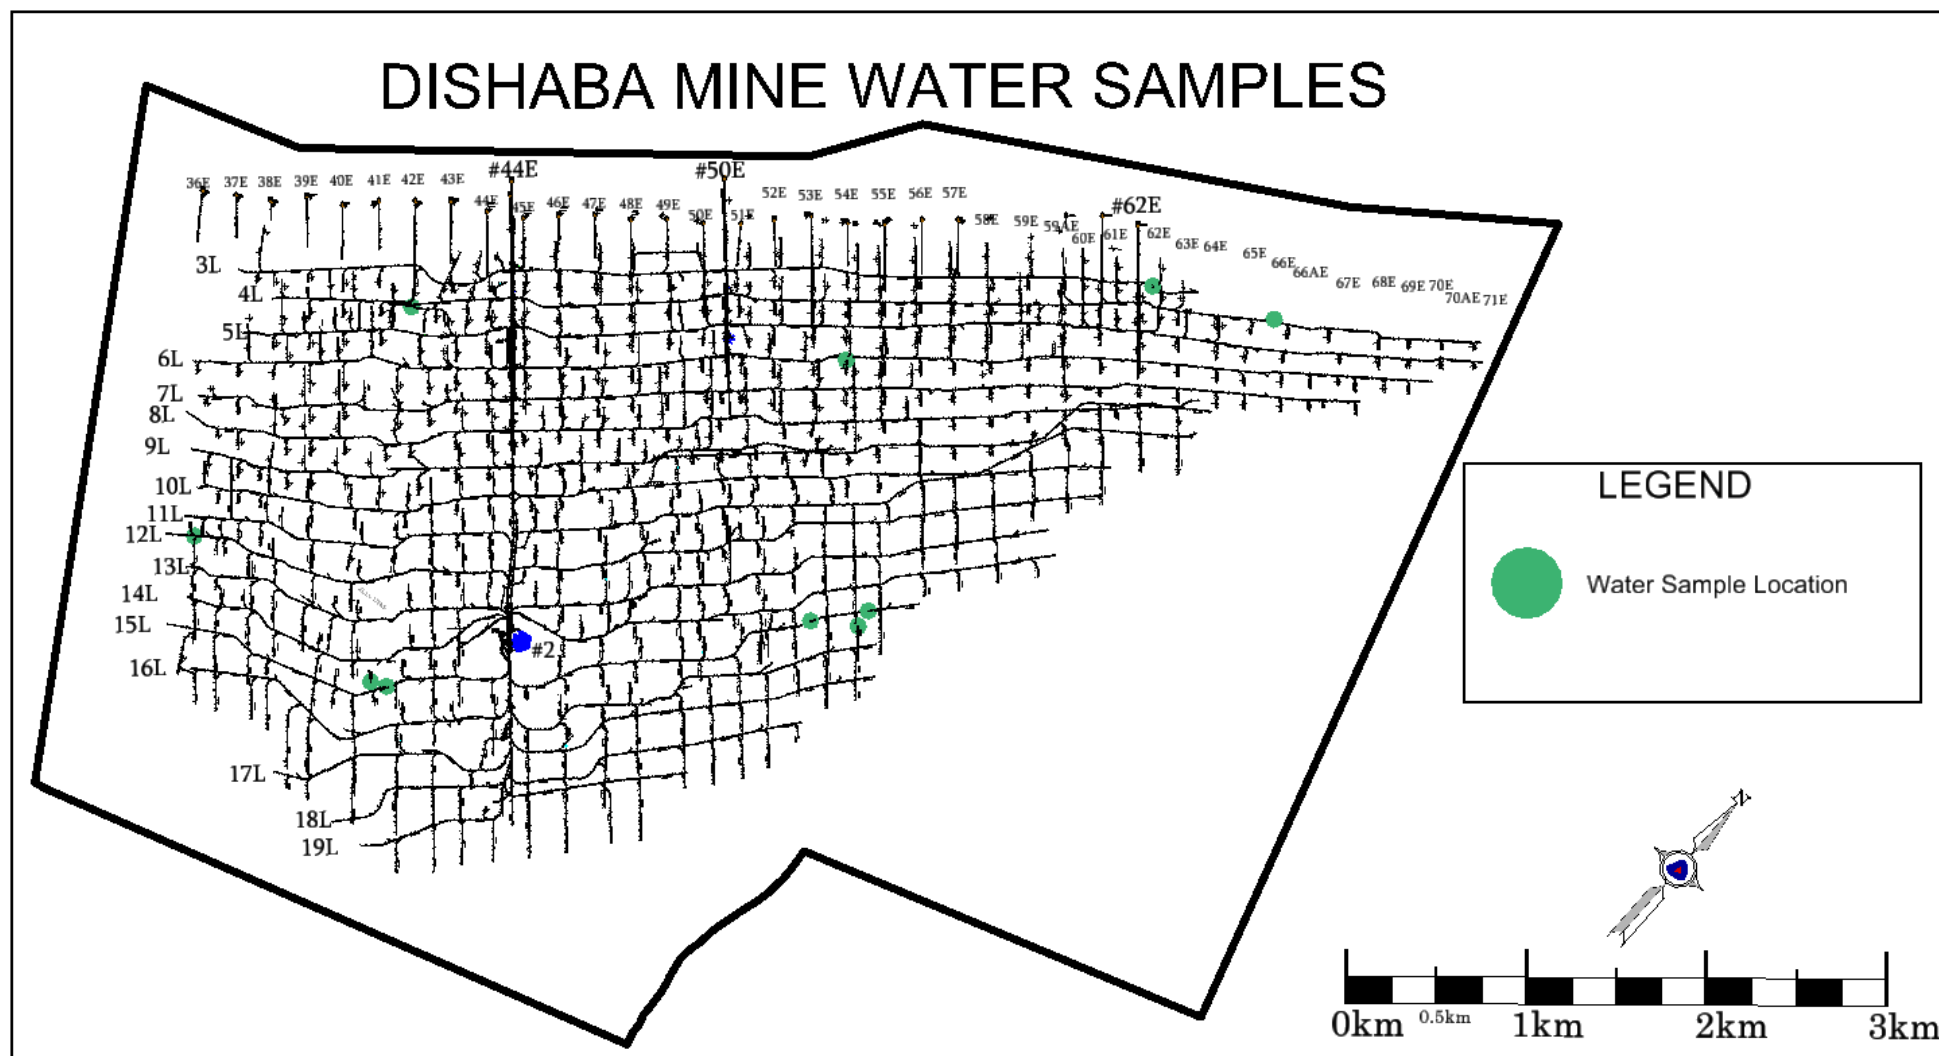 DISHABA MINE WATER SAMPLES
#44E #50E #62E
36E 37E 38E 39E 40E 41E 42E 43E 44E 45E 46E 47E 48E 49E 50E 51E 52E 53E 54E 55E 56E 57E 58E 59E 59AE 60E 61E 62E 63E 64E 65E 66E 66AE 67E 68E 69E 70E 70AE 71E
3L
4L
5L
6L
7L
8L
9L
10L
11L
12L
13L
14L
15L
16L
17L
18L
19L
#2
LEGEND
Water Sample Location
N
0km 0.5km 1km 2km 3km